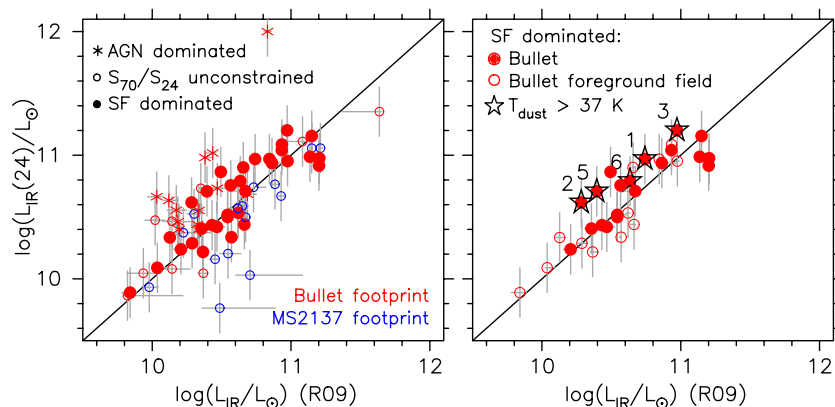 log(L_IR(24)/L_⊙)
12
11
10
AGN dominated
S_70/S_24 unconstrained
SF dominated
Bullet footprint
MS2137 footprint
10
11
12
log(L_IR/L_⊙) (R09)
SF dominated:
Bullet
Bullet foreground field
T_dust > 37 K
3
1
6
5
2
10
11
12
log(L_IR/L_⊙) (R09)